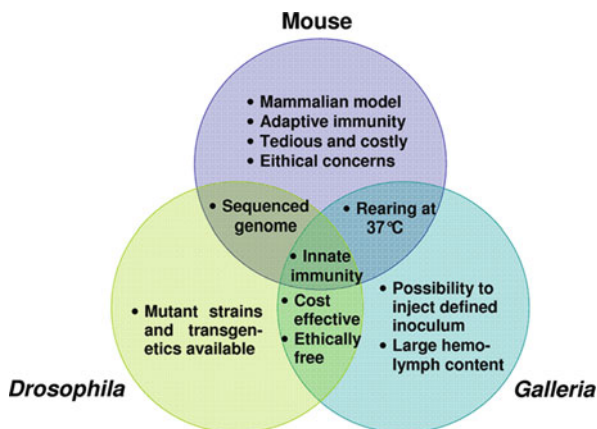 Mouse
• Mammalian model
• Adaptive immunity
• Tedious and costly
• Eithical concerns
• Sequenced
genome
• Rearing at
37°C
• Innate
immunity
• Mutant strains
and transgen-
etics available
• Cost
effective
• Ethically
free
• Possibility to
inject defined
inoculum
• Large hemo-
lymph content
Drosophila
Galleria